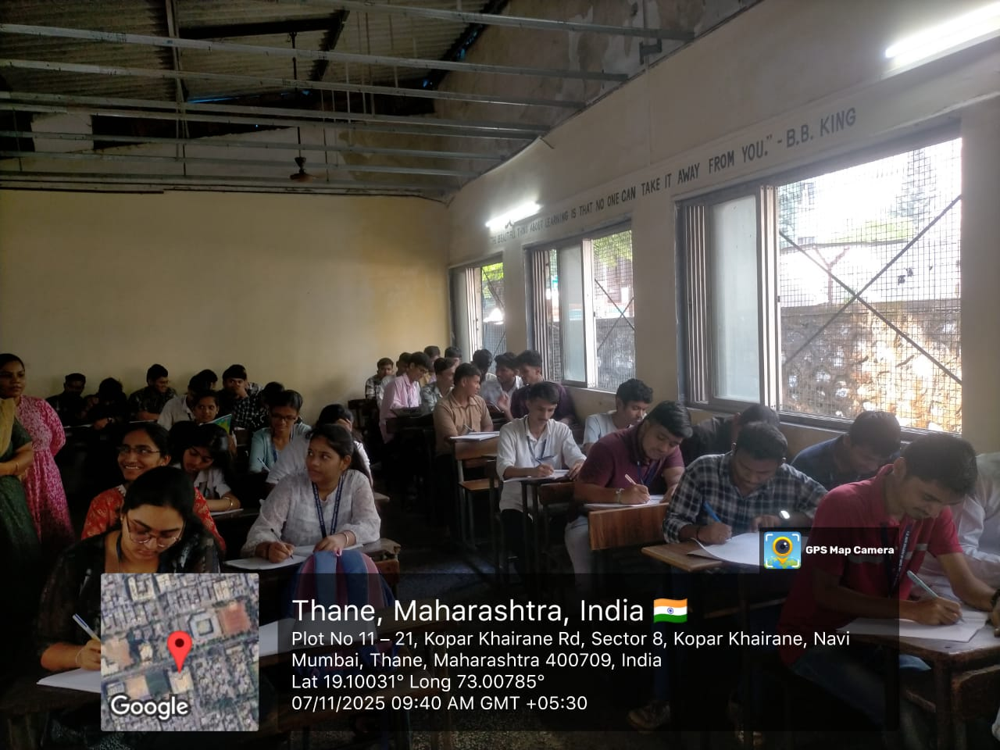 "THE BEAUTIFUL THING ABOUT LEARNING IS THAT NO ONE CAN TAKE IT AWAY FROM YOU." - B.B. KING
GPS Map Camera
Thane, Maharashtra, India 🇮🇳
Plot No 11 – 21, Kopar Khairane Rd, Sector 8, Kopar Khairane, Navi
Mumbai, Thane, Maharashtra 400709, India
Lat 19.10031° Long 73.00785°
07/11/2025 09:40 AM GMT +05:30
Google